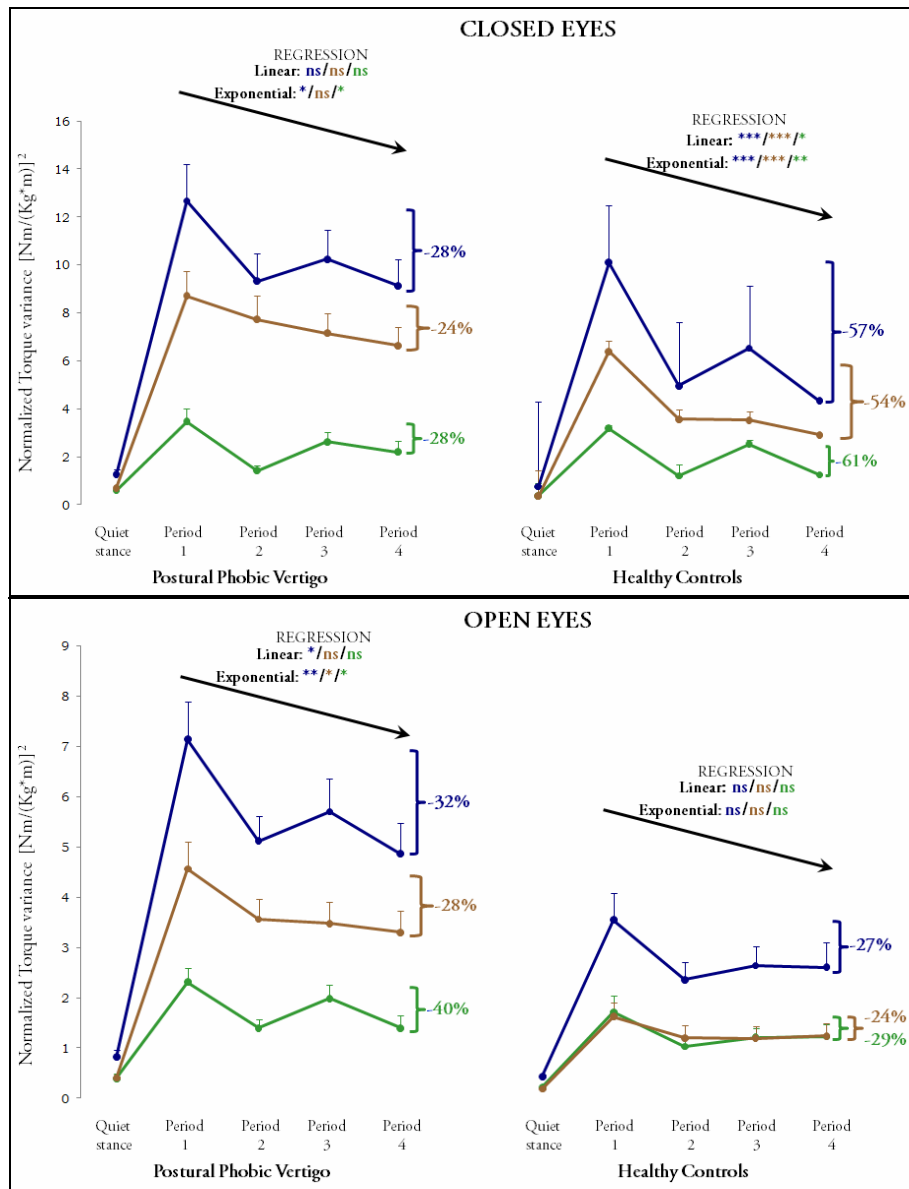 CLOSED EYES
REGRESSION
Linear: ns/ns/ns
Exponential: */ns/*
REGRESSION
Linear: ***/***/*
Exponential: ***/***/**
Normalized Torque variance [Nm/(Kg*m)]²
16
14
12
10
8
6
4
2
0
-28%
-24%
-28%
-57%
-54%
-61%
Quiet stance
Period 1
Period 2
Period 3
Period 4
Quiet stance
Period 1
Period 2
Period 3
Period 4
Postural Phobic Vertigo
Healthy Controls
OPEN EYES
REGRESSION
Linear: */ns/ns
Exponential: **/*/*
REGRESSION
Linear: ns/ns/ns
Exponential: ns/ns/ns
Normalized Torque variance [Nm/(Kg*m)]²
9
8
7
6
5
4
3
2
1
0
-32%
-28%
-40%
-27%
-24%
-29%
Quiet stance
Period 1
Period 2
Period 3
Period 4
Quiet stance
Period 1
Period 2
Period 3
Period 4
Postural Phobic Vertigo
Healthy Controls